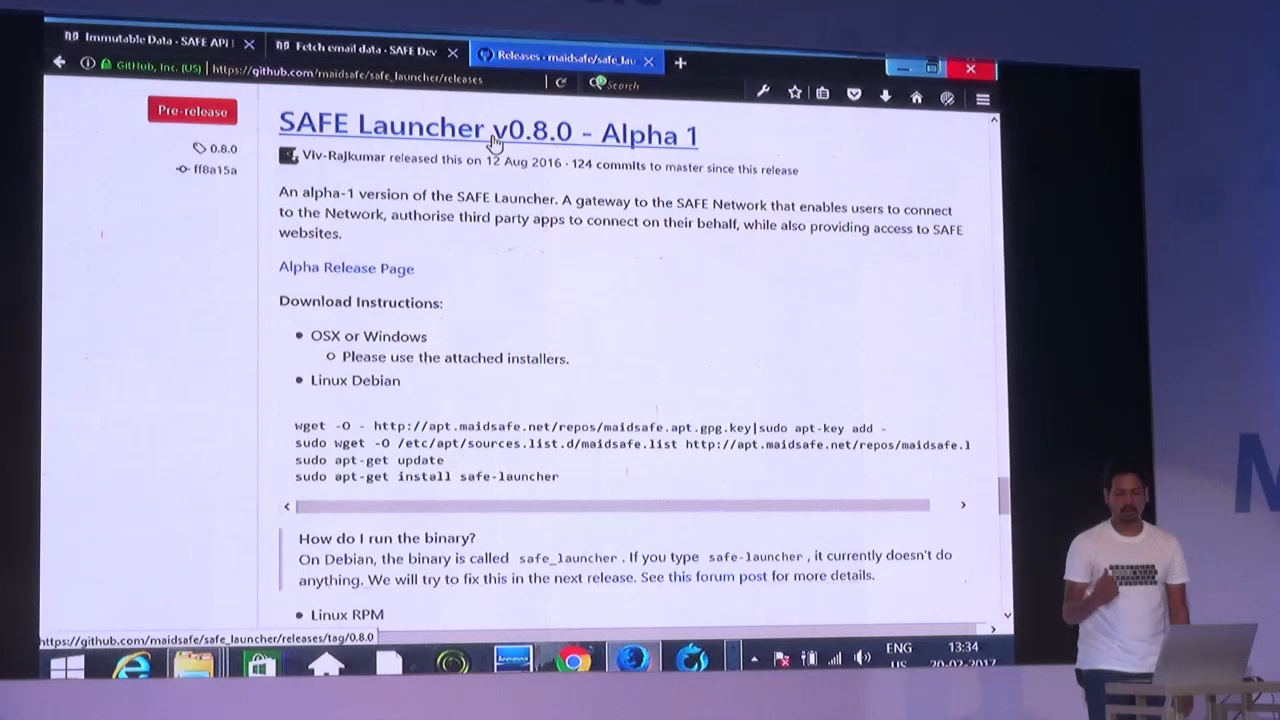 Immutable Data - SAFE API
Fetch email data - SAFE Dev
Releases · maidsafe/safe_lau
GitHub, Inc. (US)
https://github.com/maidsafe/safe_launcher/releases
Search
Pre-release
0.8.0
ff8a15a
SAFE Launcher v0.8.0 - Alpha 1
Viv-Rajkumar released this on 12 Aug 2016 · 124 commits to master since this release
An alpha-1 version of the SAFE Launcher. A gateway to the SAFE Network that enables users to connect
to the Network, authorise third party apps to connect on their behalf, while also providing access to SAFE
websites.
Alpha Release Page
Download Instructions:
OSX or Windows
Please use the attached installers.
Linux Debian
wget -O - http://apt.maidsafe.net/repos/maidsafe.apt.gpg.key|sudo apt-key add -
sudo wget -O /etc/apt/sources.list.d/maidsafe.list http://apt.maidsafe.net/repos/maidsafe.l
sudo apt-get update
sudo apt-get install safe-launcher
How do I run the binary?
On Debian, the binary is called safe_launcher. If you type safe-launcher, it currently doesn't do
anything. We will try to fix this in the next release. See this forum post for more details.
Linux RPM
https://github.com/maidsafe/safe_launcher/releases/tag/0.8.0
ENG
US
13:34
20-02-2017